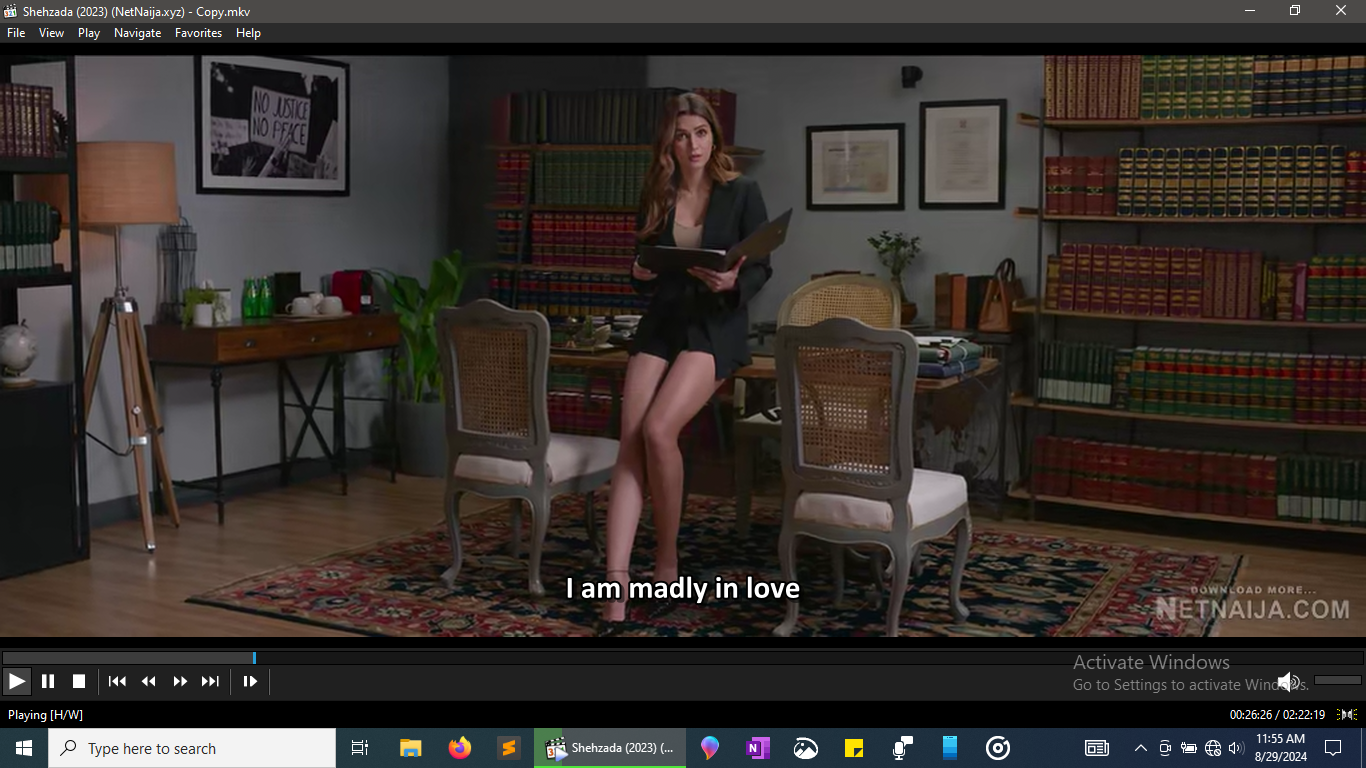 Shehzada (2023) (NetNaija.xyz) - Copy.mkv
File View Play Navigate Favorites Help
NO JUSTICE
NO PEACE
I am madly in love
DOWNLOAD MORE...
NETNAIJA.COM
Activate Windows
Go to Settings to activate Windows.
Playing [H/W]
00:26:26 / 02:22:19
Type here to search
31
Shehzada (2023) (...
N
11:55 AM
8/29/2024